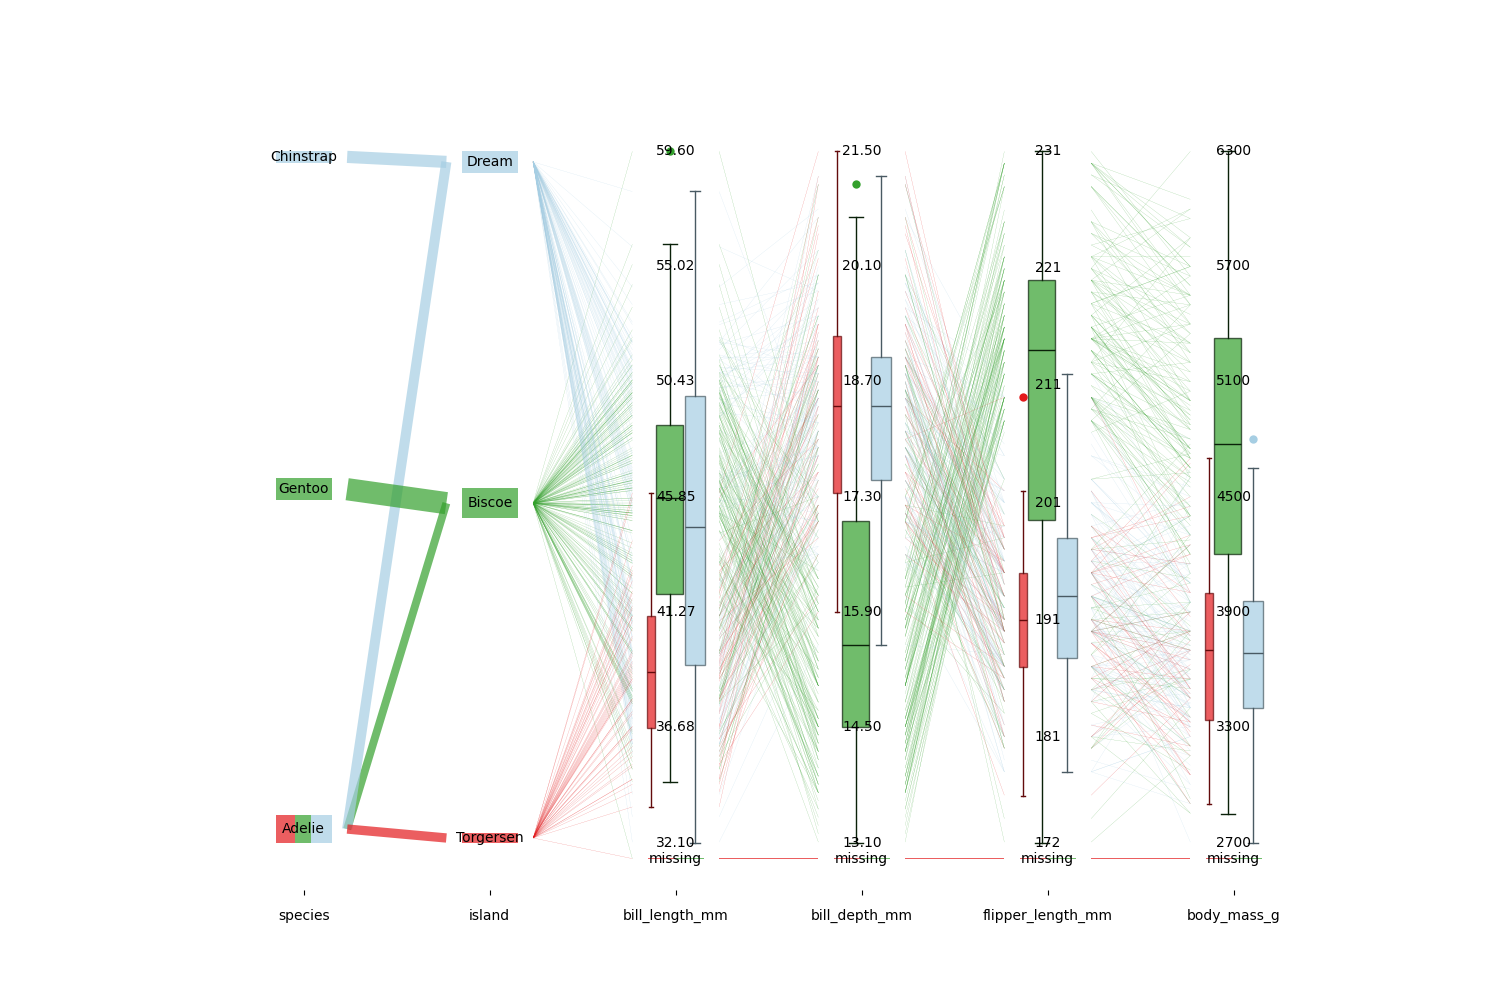 Chinstrap
Gentoo
Adelie
species
Dream
Biscoe
Torgersen
island
59.60
55.02
50.43
45.85
41.27
36.68
32.10
missing
bill_length_mm
21.50
20.10
18.70
17.30
15.90
14.50
13.10
missing
bill_depth_mm
231
221
211
201
191
181
172
missing
flipper_length_mm
6300
5700
5100
4500
3900
3300
2700
missing
body_mass_g